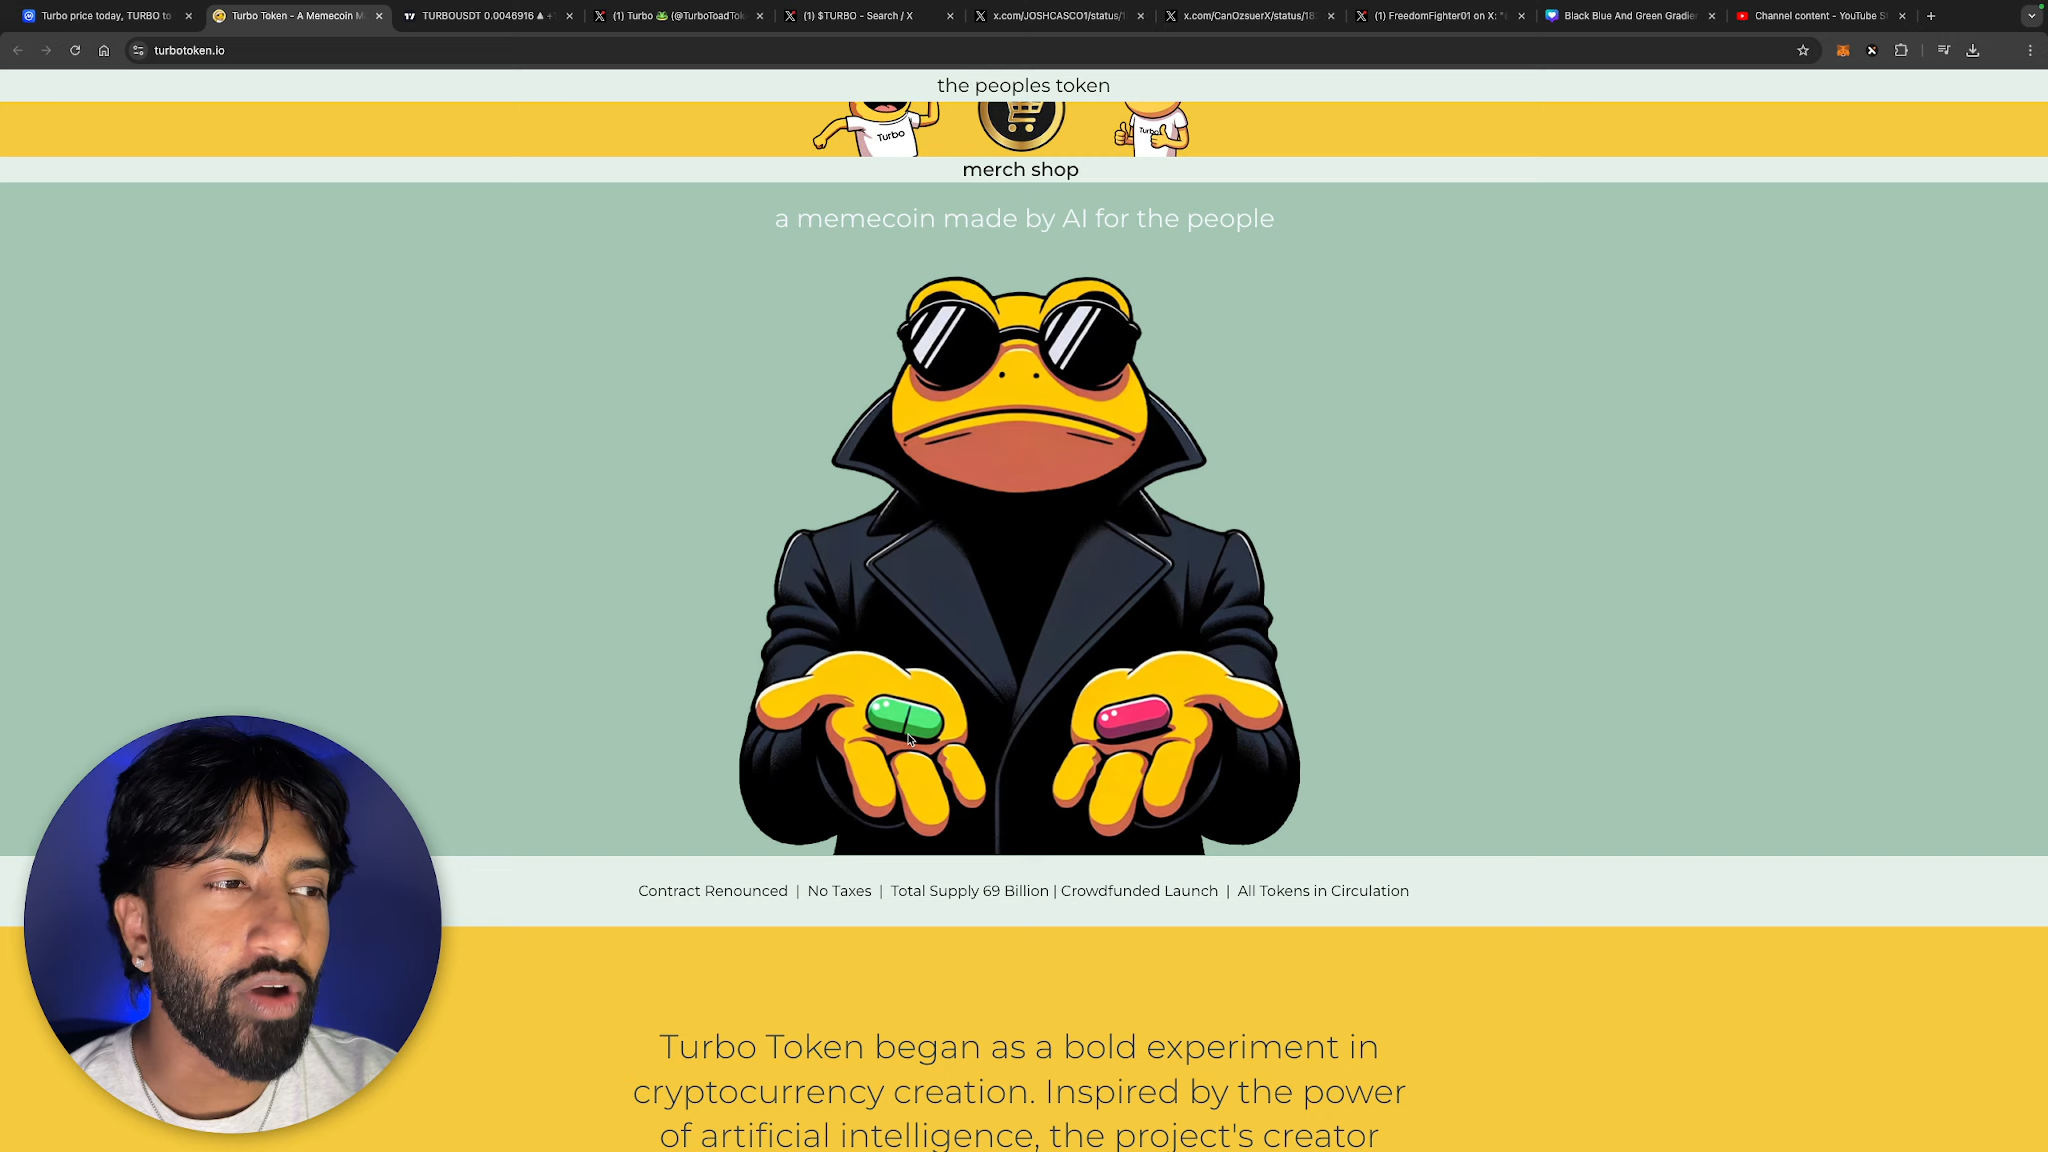 Turbo price today, TURBO to
Turbo Token - A Memecoin M
TURBOUSDT 0.0046916 ▲ +
(1) Turbo 🐸 (@TurboToadTok
(1) $TURBO - Search / X
x.com/JOSHCASCO1/status/1
x.com/CanOzsuerX/status/18
(1) FreedomFighter01 on X: "
Black Blue And Green Gradie
Channel content - YouTube S
turbotoken.io
the peoples token
Turbo
Turbo
merch shop
a memecoin made by AI for the people
Contract Renounced | No Taxes | Total Supply 69 Billion | Crowdfunded Launch | All Tokens in Circulation
Turbo Token began as a bold experiment in
cryptocurrency creation. Inspired by the power
of artificial intelligence, the project's creator